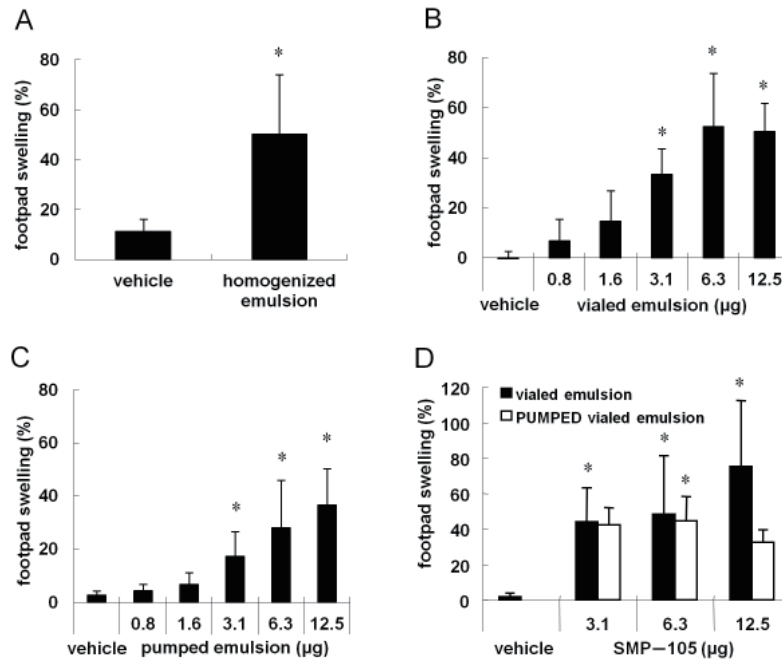 A
footpad swelling (%)
80
60
40
20
0
*
vehicle
homogenized
emulsion
B
footpad swelling (%)
80
60
40
20
0
*
*
*
0.8 1.6 3.1 6.3 12.5
vehicle vialed emulsion (µg)
C
footpad swelling (%)
80
60
40
20
0
*
*
*
0.8 1.6 3.1 6.3 12.5
vehicle pumped emulsion (µg)
D
footpad swelling (%)
120
100
80
60
40
20
0
vialed emulsion
PUMPED vialed emulsion
*
*
*
*
3.1 6.3 12.5
vehicle SMP−105 (µg)